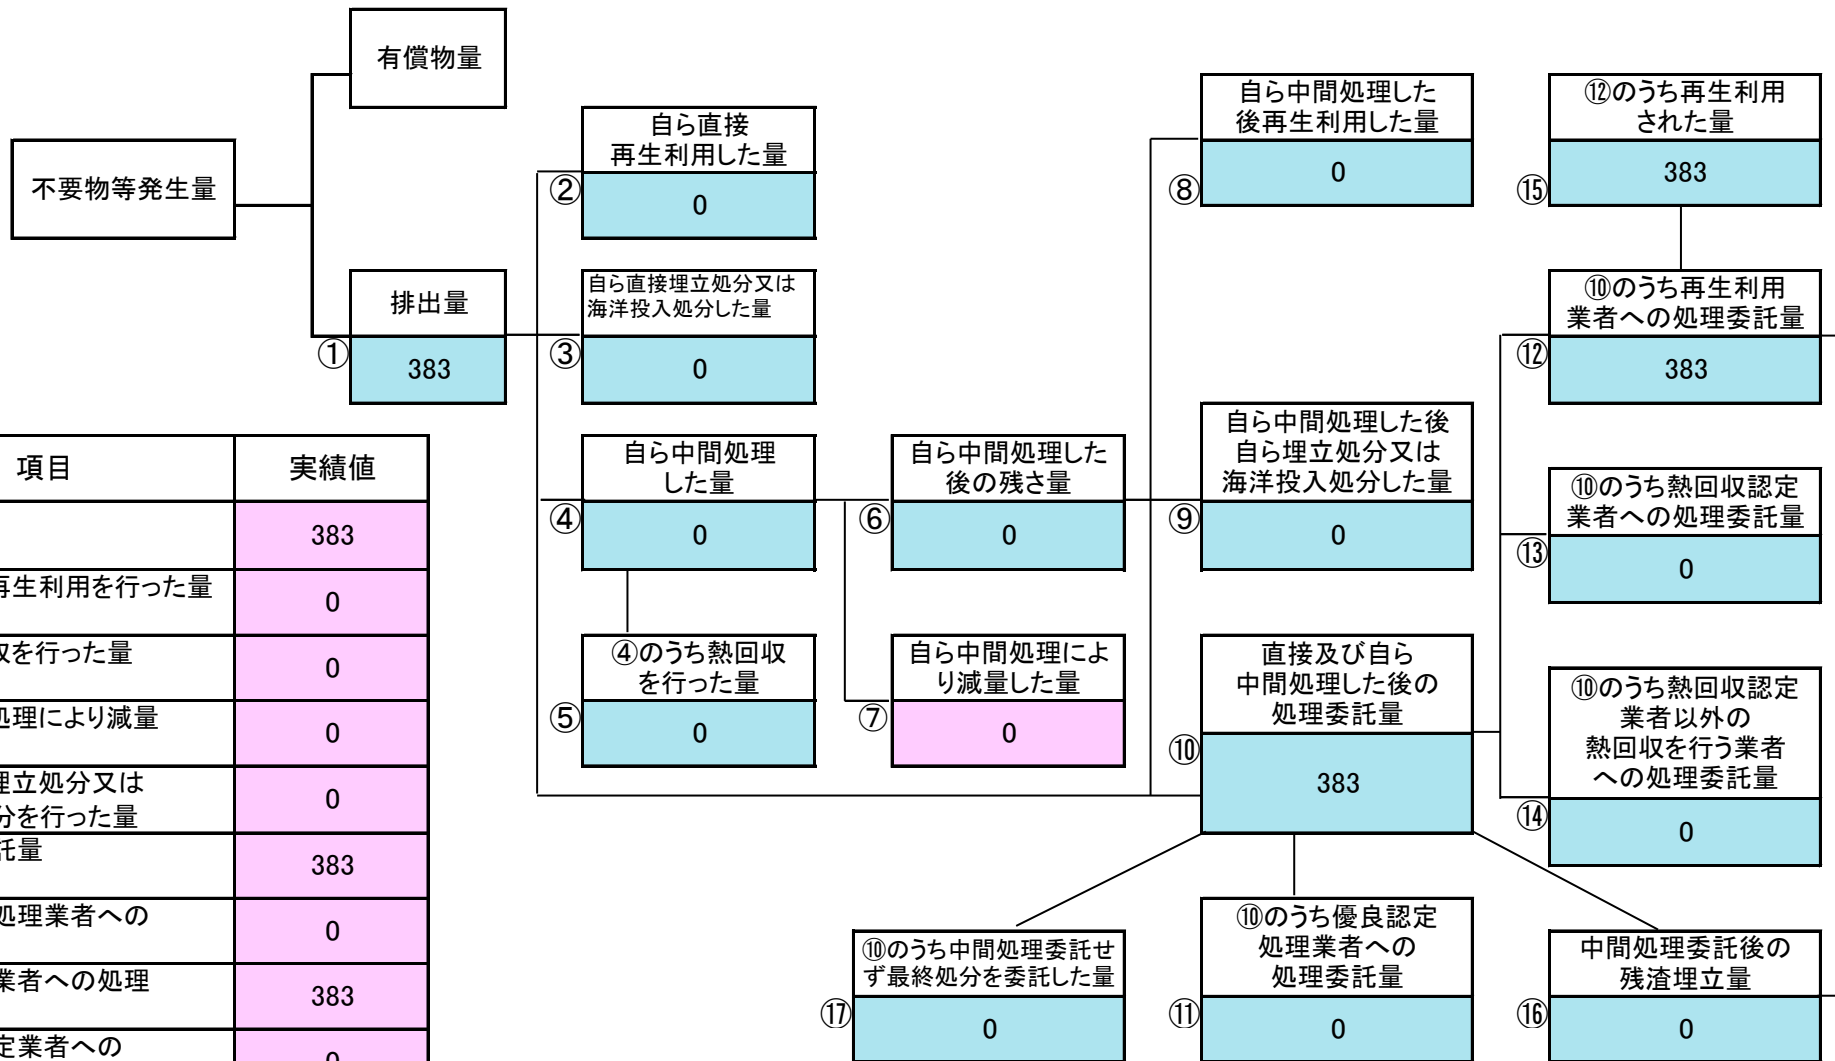 有償物量
不要物等発生量
排出量
①
383
自ら直接
再生利用した量
②
0
自ら直接埋立処分又は
海洋投入処分した量
③
0
自ら中間処理
した量
④
0
④のうち熱回収
を行った量
⑤
0
自ら中間処理した
後の残さ量
⑥
0
自ら中間処理によ
り減量した量
⑦
0
自ら中間処理した
後再生利用した量
⑧
0
自ら中間処理した後
自ら埋立処分又は
海洋投入処分した量
⑨
0
直接及び自ら
中間処理した後の
処理委託量
⑩
383
⑫のうち再生利用
された量
⑮
383
⑩のうち再生利用
業者への処理委託量
⑫
383
⑩のうち熱回収認定
業者への処理委託量
⑬
0
⑩のうち熱回収認定
業者以外の
熱回収を行う業者
への処理委託量
⑭
0
⑩のうち中間処理委託せ
ず最終処分を委託した量
⑰
0
⑩のうち優良認定
処理業者への
処理委託量
⑪
0
中間処理委託後の
残渣埋立量
⑯
0
項目 実績値
383
再生利用を行った量 0
を行った量 0
処理により減量 0
埋立処分又は
分を行った量 0
託量 383
処理業者への 0
業者への処理 383
定業者への 0